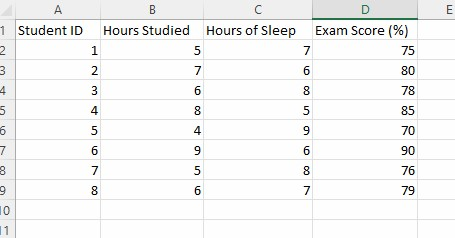 A B C D E
1 Student ID Hours Studied Hours of Sleep Exam Score (%)
2 1 5 7 75
3 2 7 6 80
4 3 6 8 78
5 4 8 5 85
6 5 4 9 70
7 6 9 6 90
8 7 5 8 76
9 8 6 7 79
10
11